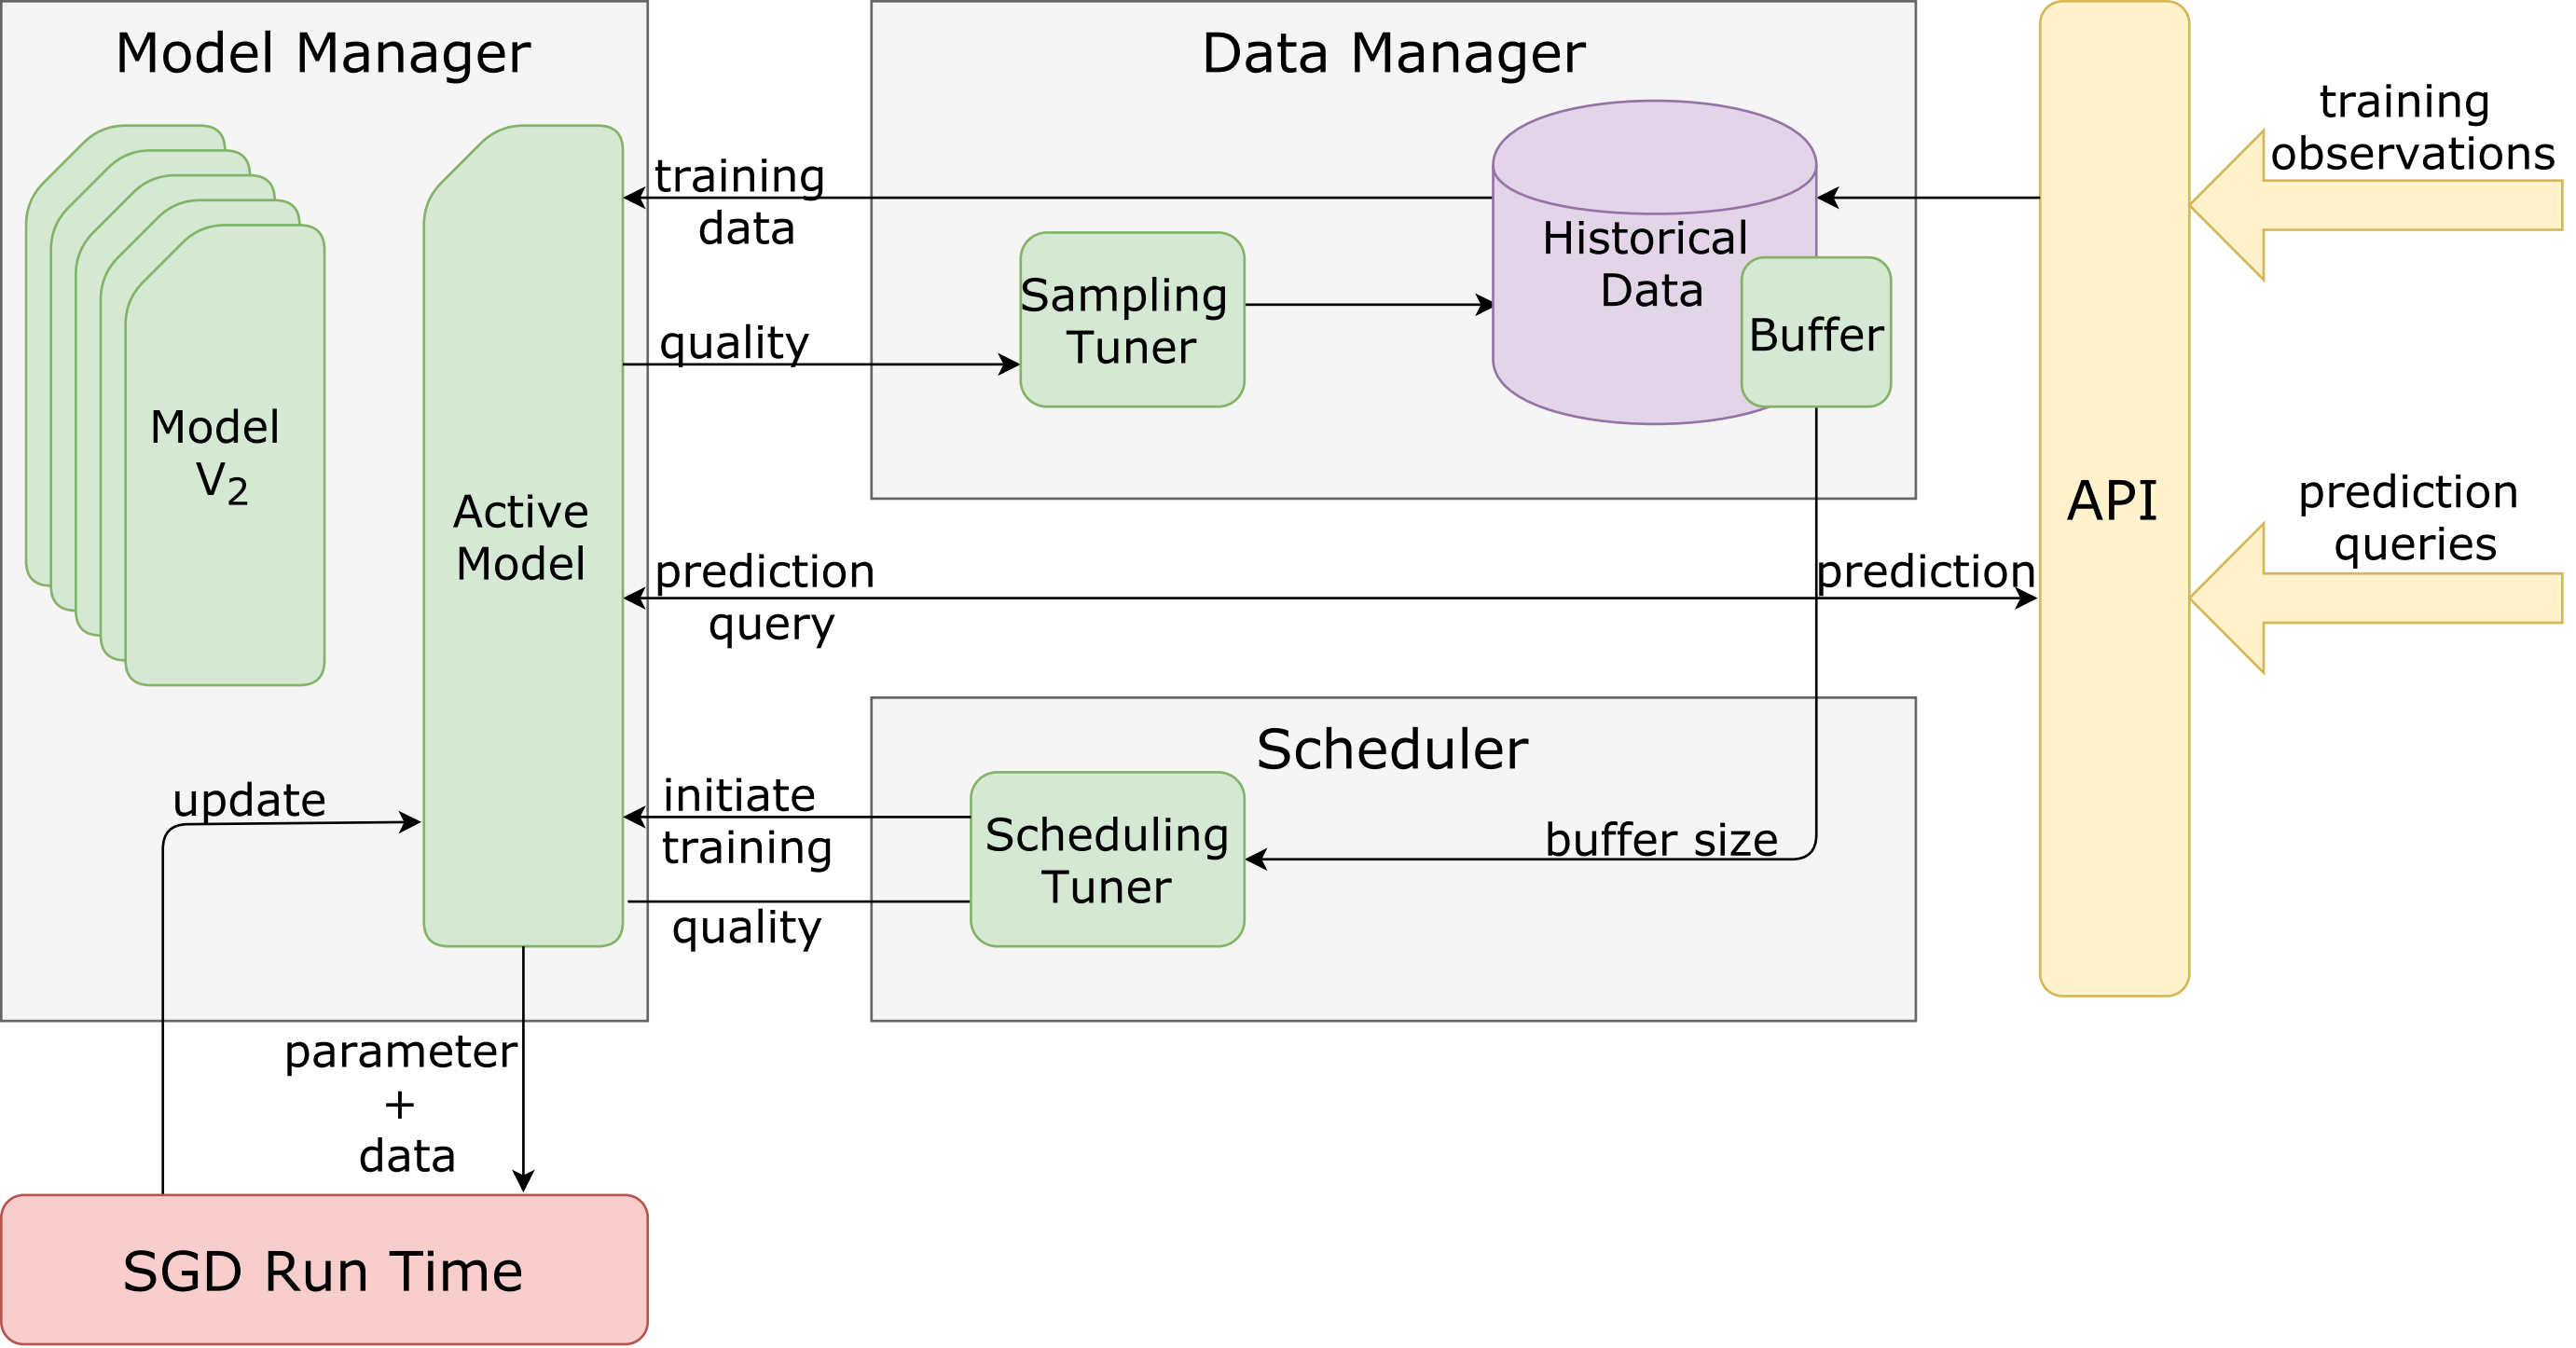 Model Manager
Data Manager
training
observations
training
data
Historical
Data
Sampling
Tuner
Buffer
quality
Model
V2
Active
Model
API
prediction
queries
prediction
query
prediction
Scheduler
update
initiate
training
Scheduling
Tuner
buffer size
quality
parameter
+
data
SGD Run Time